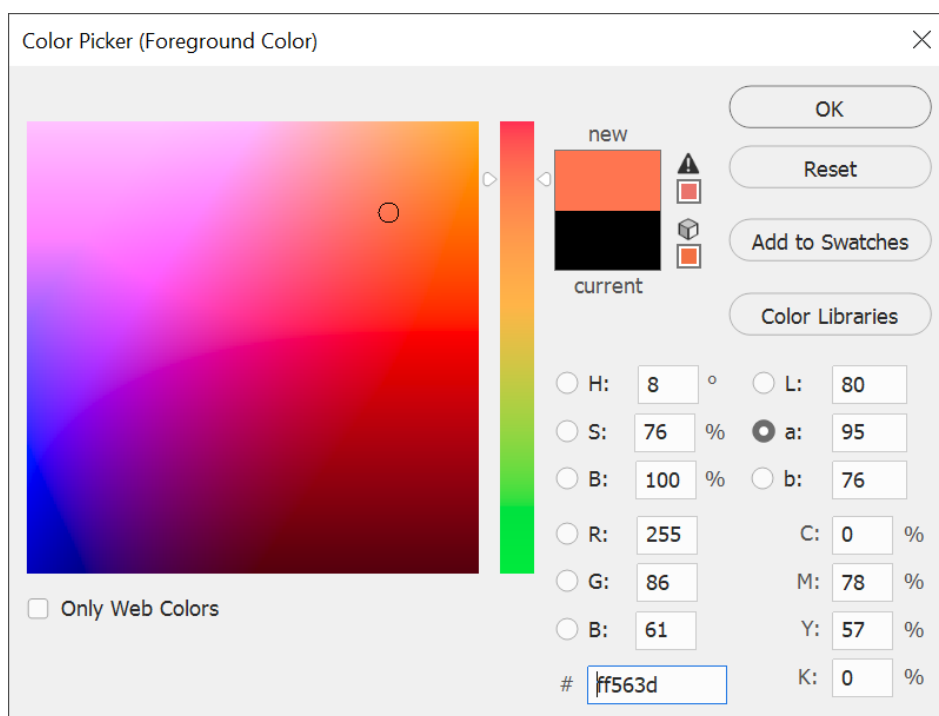 Color Picker (Foreground Color)
OK
new
Reset
Add to Swatches
current
Color Libraries
H: 8 º L: 80
S: 76 % a: 95
B: 100 % b: 76
R: 255 C: 0 %
G: 86 M: 78 %
B: 61 Y: 57 %
# ff563d K: 0 %
Only Web Colors